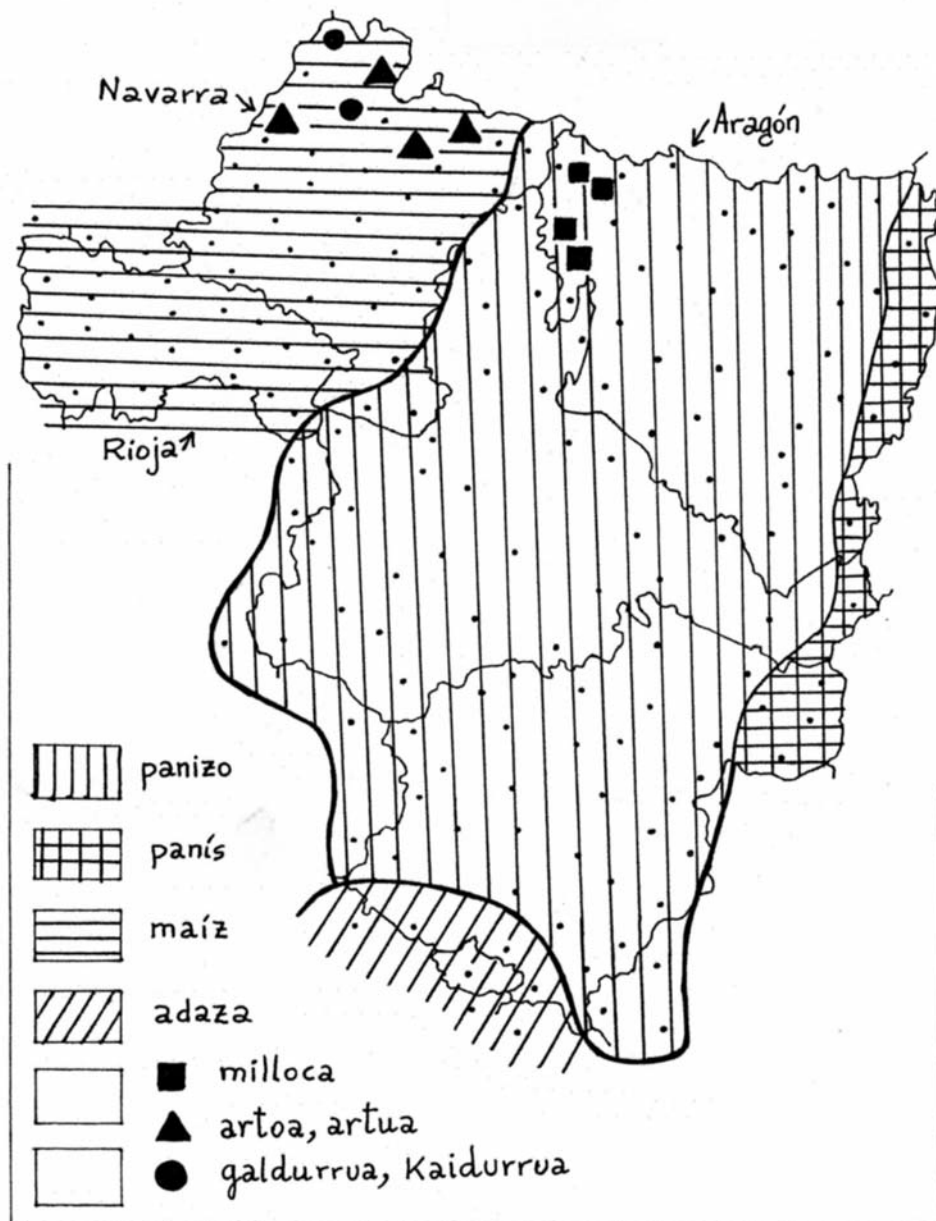 Navarra
Aragón
Rioja
panizo
panís
maíz
adaza
milloca
artoa, artua
galdurrua, Kaidurrua